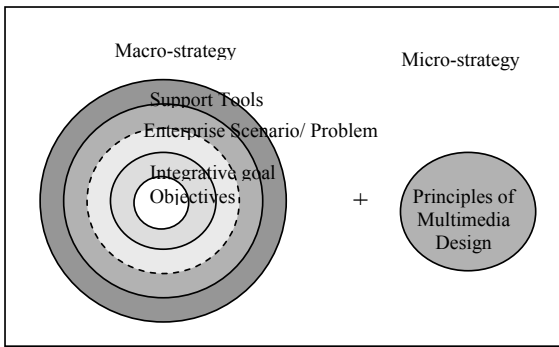 Macro-strategy
Micro-strategy
Support Tools
Enterprise Scenario/ Problem
Integrative goal
Objectives
+
Principles of
Multimedia
Design